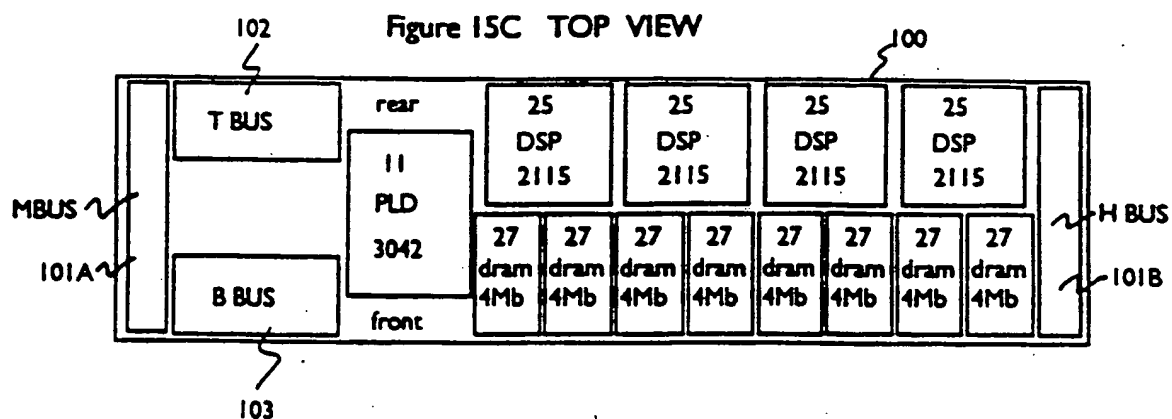 Figure 15C TOP VIEW
102
100
T BUS
rear
25
DSP
2115
25
DSP
2115
25
DSP
2115
25
DSP
2115
11
PLD
3042
MBUS
H BUS
101A
101B
27
dram
4Mb
27
dram
4Mb
27
dram
4Mb
27
dram
4Mb
27
dram
4Mb
27
dram
4Mb
27
dram
4Mb
27
dram
4Mb
B BUS
front
103